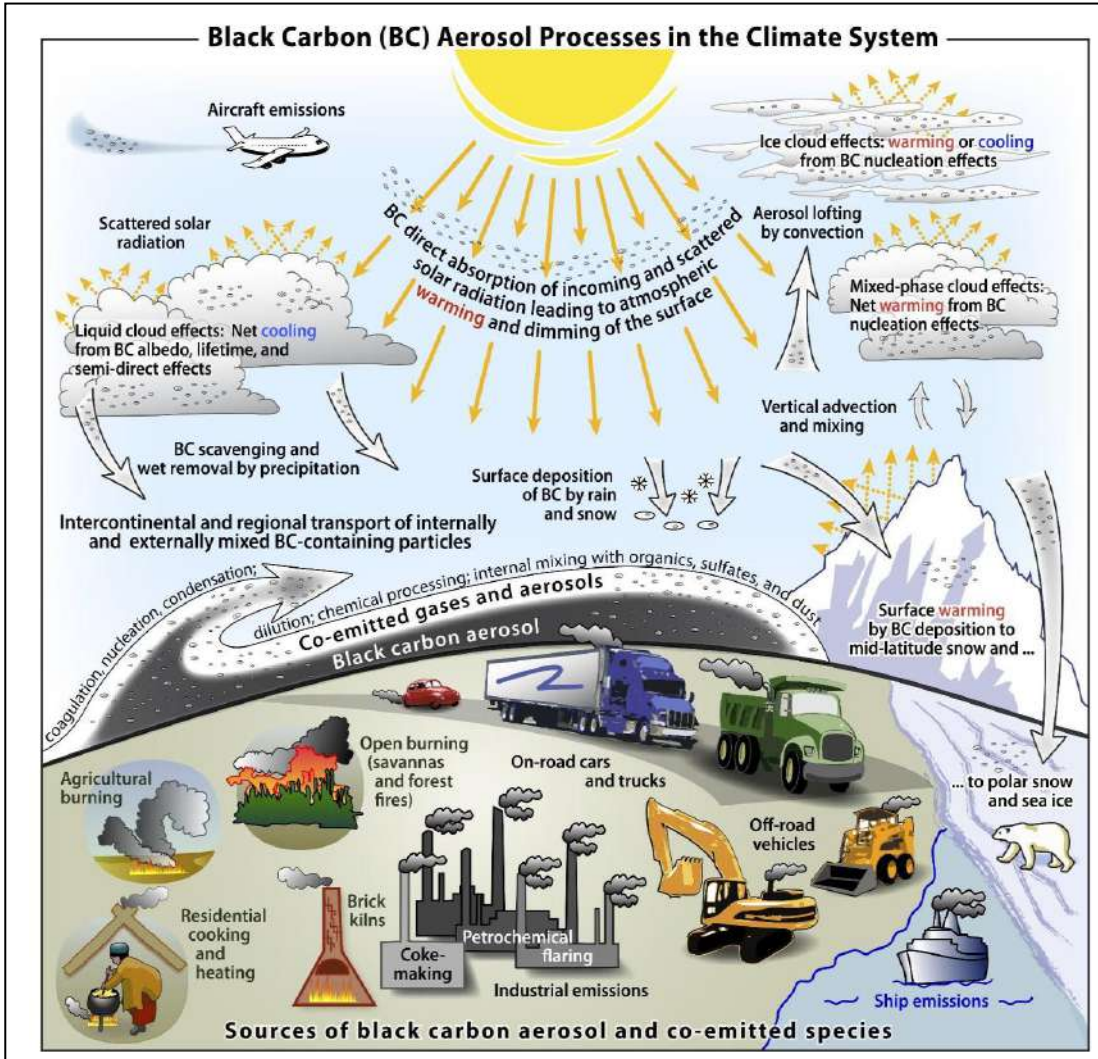 Black Carbon (BC) Aerosol Processes in the Climate System
Aircraft emissions
Ice cloud effects: warming or cooling
from BC nucleation effects
Scattered solar
radiation
BC direct absorption of incoming and scattered
solar radiation leading to atmospheric
warming and dimming of the surface
Aerosol lofting
by convection
Mixed-phase cloud effects:
Net warming from BC
nucleation effects
Liquid cloud effects: Net cooling
from BC albedo, lifetime, and
semi-direct effects
Vertical advection
and mixing
BC scavenging and
wet removal by precipitation
Surface deposition
of BC by rain
and snow
Intercontinental and regional transport of internally
and externally mixed BC-containing particles
coagulation, nucleation, condensation;
dilution; chemical processing; internal mixing with organics, sulfates, and dust
Co-emitted gases and aerosols
Black carbon aerosol
Surface warming
by BC deposition to
mid-latitude snow and ...
... to polar snow
and sea ice
Agricultural
burning
Open burning
(savannas
and forest
fires)
On-road cars
and trucks
Off-road
vehicles
Residential
cooking
and
heating
Brick
kilns
Coke-
making
Petrochemical
flaring
Industrial emissions
Ship emissions
Sources of black carbon aerosol and co-emitted species